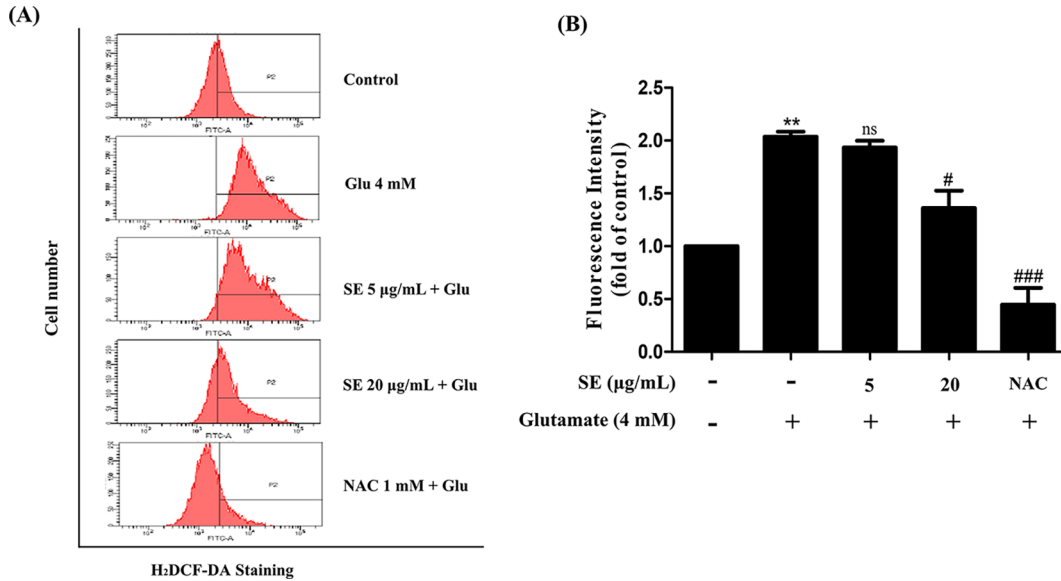 (A)
Cell number
P2
FITC-A
Control
P2
FITC-A
Glu 4 mM
P2
FITC-A
SE 5 µg/mL + Glu
P2
FITC-A
SE 20 µg/mL + Glu
P2
FITC-A
NAC 1 mM + Glu
H₂DCF-DA Staining
(B)
Fluorescence Intensity
(fold of control)
2.5
2.0
1.5
1.0
0.5
0.0
** ns # ###
SE (µg/mL) - - 5 20 NAC
Glutamate (4 mM) - + + + +